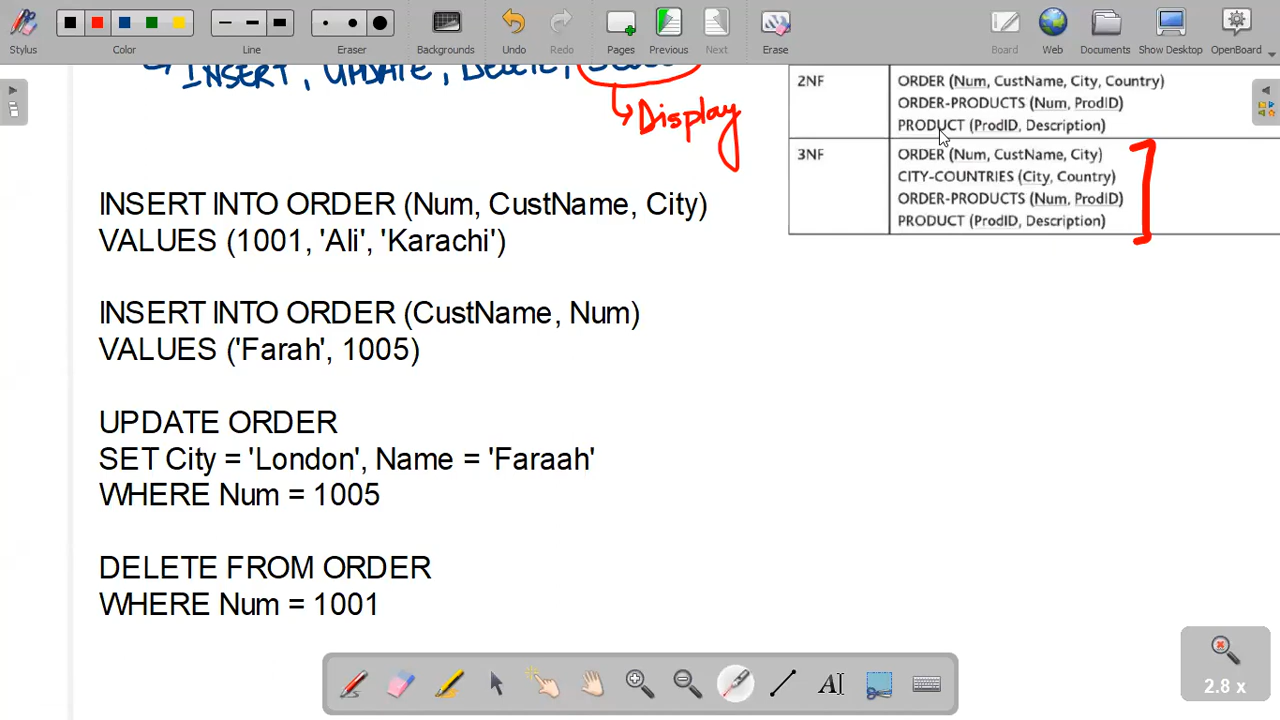 Stylus
Color
Line
Eraser
Backgrounds
Undo
Redo
Pages
Previous
Next
Erase
Board
Web
Documents
Show Desktop
OpenBoard
INSERT, UPDATE, DELETE,
Display
2NF
ORDER (Num, CustName, City, Country)
ORDER-PRODUCTS (Num, ProdID)
PRODUCT (ProdID, Description)
3NF
ORDER (Num, CustName, City)
CITY-COUNTRIES (City, Country)
ORDER-PRODUCTS (Num, ProdID)
PRODUCT (ProdID, Description)
INSERT INTO ORDER (Num, CustName, City)
VALUES (1001, 'Ali', 'Karachi')
INSERT INTO ORDER (CustName, Num)
VALUES ('Farah', 1005)
UPDATE ORDER
SET City = 'London', Name = 'Faraah'
WHERE Num = 1005
DELETE FROM ORDER
WHERE Num = 1001
2.8 x